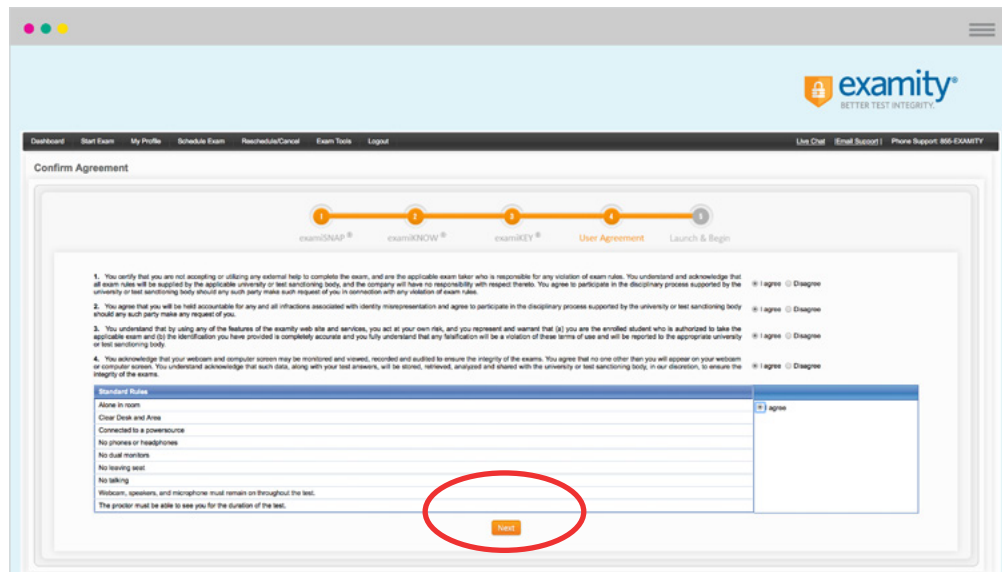 examity®
BETTER TEST INTEGRITY.
Dashboard Start Exam My Profile Schedule Exam Reschedule/Cancel Exam Tools Logout Live Chat |Email Support| Phone Support: 855-EXAMITY
Confirm Agreement
1 2 3 4 5
examiSNAP ® examiKNOW ® examiKEY ® User Agreement Launch & Begin
1. You certify that you are not accepting or utilizing any external help to complete the exam, and are the applicable exam taker who is responsible for any violation of exam rules. You understand and acknowledge that
all exam rules will be supplied by the applicable university or test sanctioning body, and the company will have no responsibility with respect thereto. You agree to participate in the disciplinary process supported by the
university or test sanctioning body should any such party make such request of you in connection with any violation of exam rules.
I agree Disagree
2. You agree that you will be held accountable for any and all infractions associated with identity misrepresentation and agree to participate in the disciplinary process supported by the university or test sanctioning body
should any such party make any request of you.
I agree Disagree
3. You understand that by using any of the features of the examity web site and services, you act at your own risk, and you represent and warrant that (a) you are the enrolled student who is authorized to take the
applicable exam and (b) the identification you have provided is completely accurate and you fully understand that any falsification will be a violation of these terms of use and will be reported to the appropriate university
or test sanctioning body.
I agree Disagree
4. You acknowledge that your webcam and computer screen may be monitored and viewed, recorded and audited to ensure the integrity of the exams. You agree that no one other then you will appear on your webcam
or computer screen. You understand acknowledge that such data, along with your test answers, will be stored, retrieved, analyzed and shared with the university or test sanctioning body, in our discretion, to ensure the
integrity of the exams.
I agree Disagree
Standard Rules
Alone in room
I agree
Clear Desk and Area
Connected to a powersource
No phones or headphones
No dual monitors
No leaving seat
No talking
Webcam, speakers, and microphone must remain on throughout the test.
The proctor must be able to see you for the duration of the test.
Next